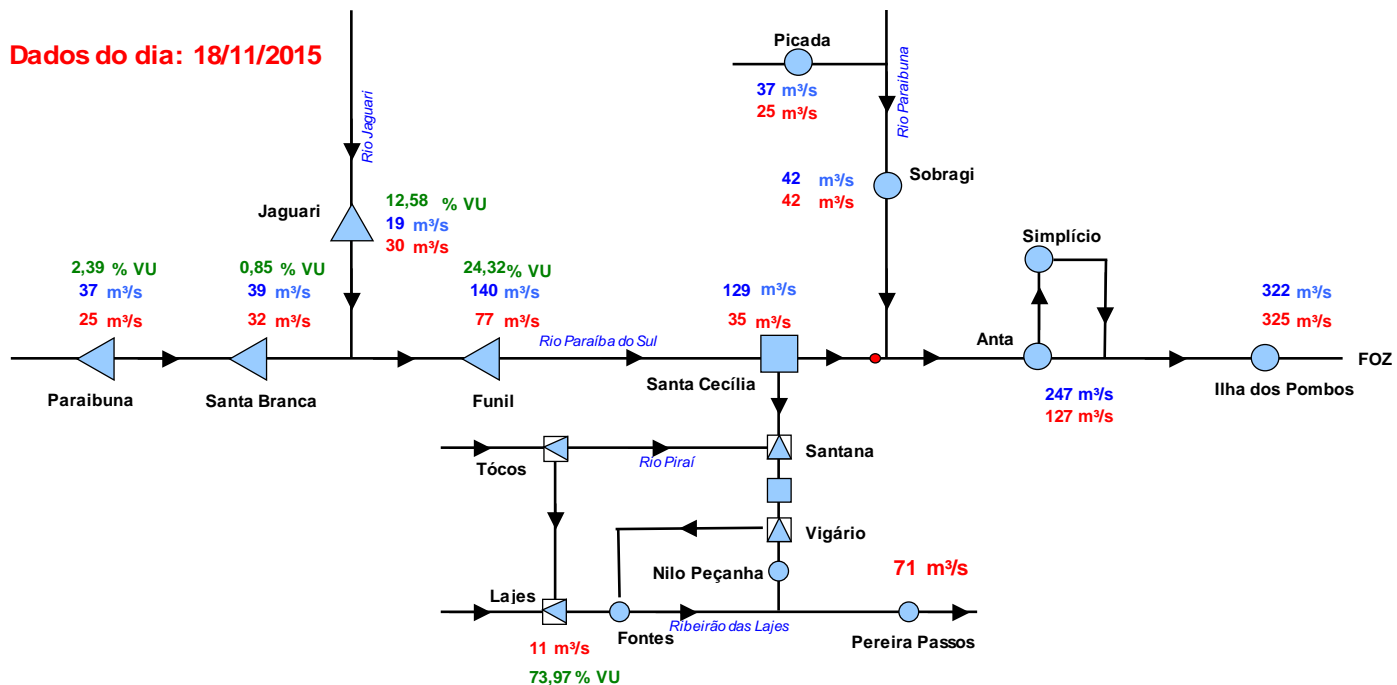 Dados do dia: 18/11/2015
Picada
37 m³/s
25 m³/s
Rio Jaguari
Rio Paraibuna
Sobragi
42 m³/s
42 m³/s
Jaguari
12,58 % VU
19 m³/s
30 m³/s
Simplício
2,39 % VU
37 m³/s
25 m³/s
0,85 % VU
39 m³/s
32 m³/s
24,32% VU
140 m³/s
77 m³/s
129 m³/s
35 m³/s
322 m³/s
325 m³/s
Rio Paraíba do Sul
Anta
FOZ
Paraibuna
Santa Branca
Funil
Santa Cecília
247 m³/s
127 m³/s
Ilha dos Pombos
Tócos
Rio Piraí
Santana
Vigário
Nilo Peçanha
71 m³/s
Lajes
Fontes
Ribeirão das Lajes
Pereira Passos
11 m³/s
73,97 % VU